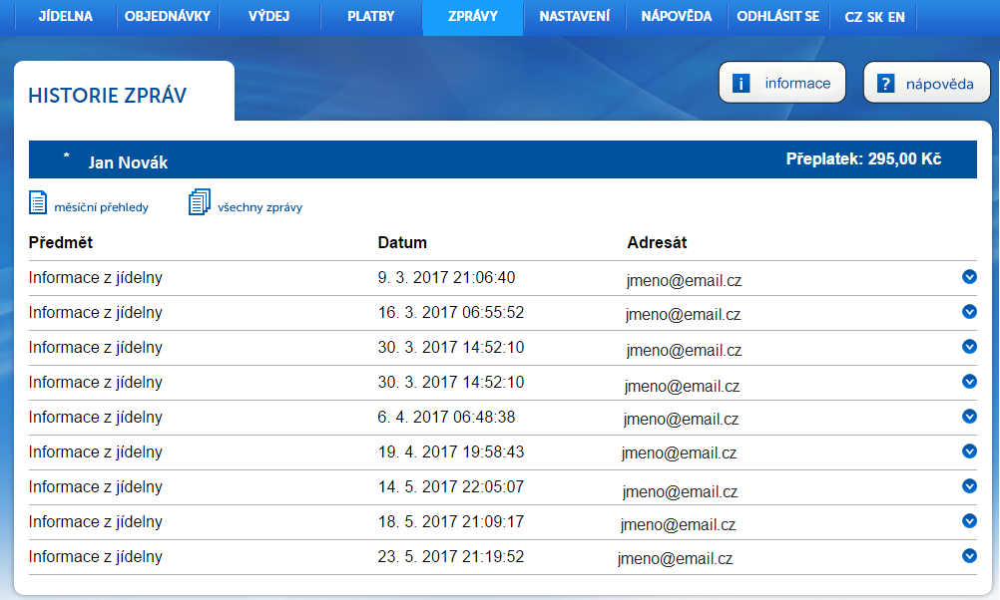 JÍDELNA OBJEDNÁVKY VÝDEJ PLATBY ZPRÁVY NASTAVENÍ NÁPOVĚDA ODHLÁSIT SE CZ SK EN
HISTORIE ZPRÁV
i informace ? nápověda
* Jan Novák Přeplatek: 295,00 Kč
měsíční přehledy všechny zprávy
Předmět Datum Adresát
Informace z jídelny 9. 3. 2017 21:06:40 jmeno@email.cz
Informace z jídelny 16. 3. 2017 06:55:52 jmeno@email.cz
Informace z jídelny 30. 3. 2017 14:52:10 jmeno@email.cz
Informace z jídelny 30. 3. 2017 14:52:10 jmeno@email.cz
Informace z jídelny 6. 4. 2017 06:48:38 jmeno@email.cz
Informace z jídelny 19. 4. 2017 19:58:43 jmeno@email.cz
Informace z jídelny 14. 5. 2017 22:05:07 jmeno@email.cz
Informace z jídelny 18. 5. 2017 21:09:17 jmeno@email.cz
Informace z jídelny 23. 5. 2017 21:19:52 jmeno@email.cz